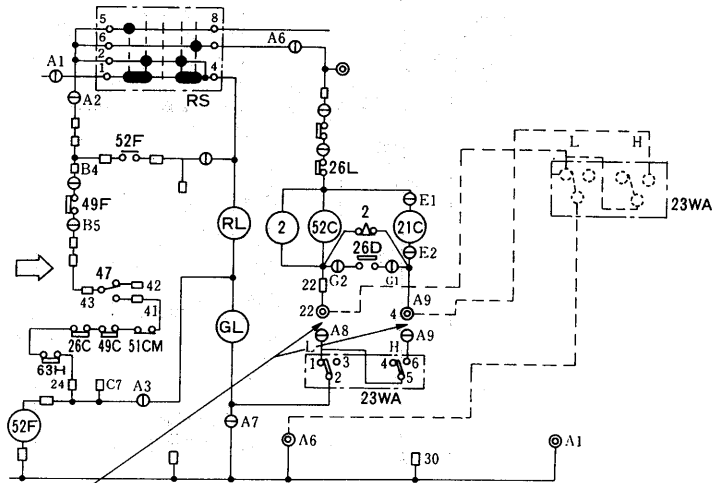 5 8
6 A6
2
A1 1 4
RS
A2
52F
B4
26L
L H
23WA
49F
B5
E1
RL 2 52C 2 21C
26D E2
G2 G1
47 42
43 41
22
A9
22 4
GL
A8 A9
26C 49C 51CM
L H
63H
1 3 4 6
2 5
24 C7 A3
23WA
52F
A7
A6 A1
30